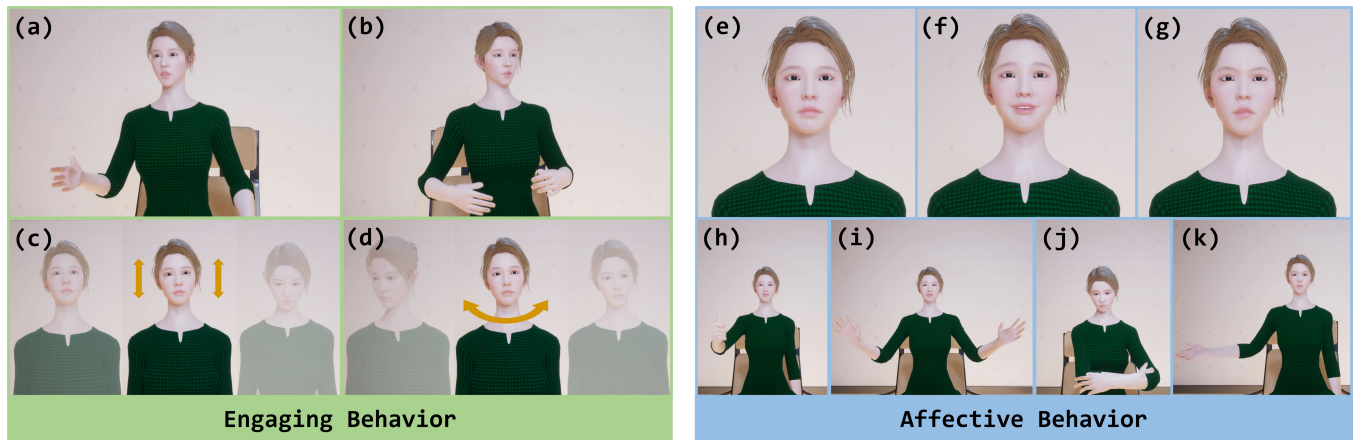 (a)
(b)
(c)
(d)
Engaging Behavior
(e)
(f)
(g)
(h)
(i)
(j)
(k)
Affective Behavior